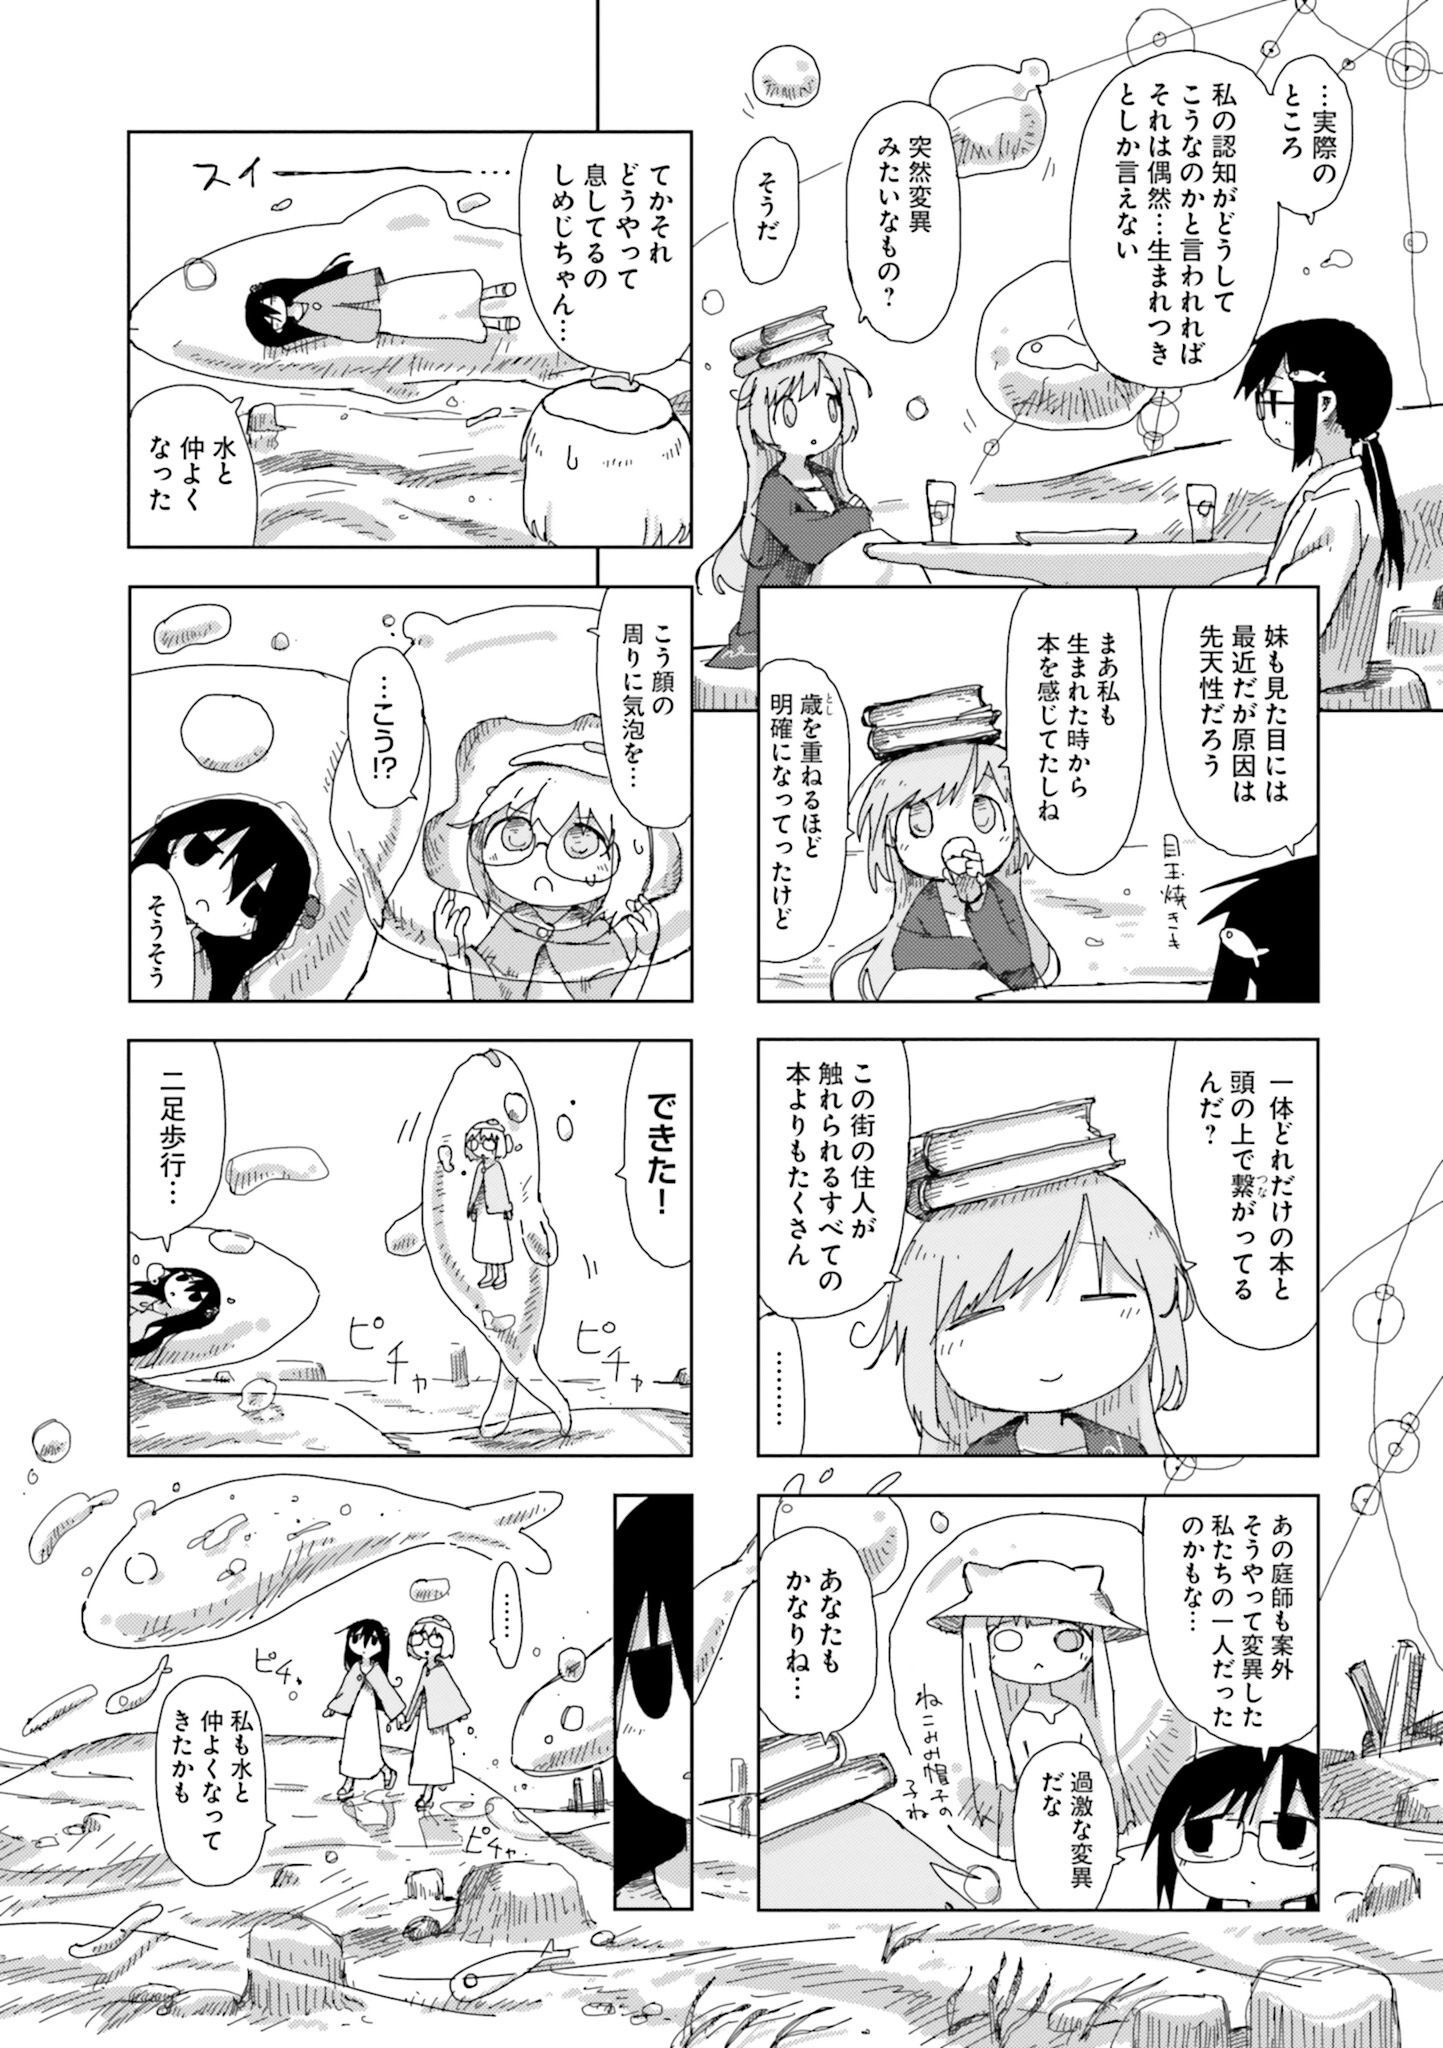 …実際の
ところ
私の認知がどうして
こうなのかと言われれば
それは偶然…生まれつき
としか言えない
突然変異
みたいなもの？
そうだ
妹も見た目には
最近だが原因は
先天性だろう
まあ私も
生まれた時から
本を感じてたしね
歳を重ねるほど
とし
明確になってったけど
目玉焼きこき
一体どれだけの本と
頭の上で繋がってる
つな
んだ？
この街の住人が
触れられるすべての
本よりもたくさん
………
あの庭師も案外
そうやって変異した
私たちの一人だった
のかもな…
過激な変異
だな
ねこみみ帽子の
子ね
あなたも
かなりね…
てかそれ
どうやって
息してるの
しめじちゃん…
スイー…
水と
仲よく
なった
こう顔の
周りに気泡を…
…こう!?
そうそう
できた！
ピチャ
ピチャ
二足歩行…
……
ピチャ
ピチャ
私も水と
仲よくなって
きたかも